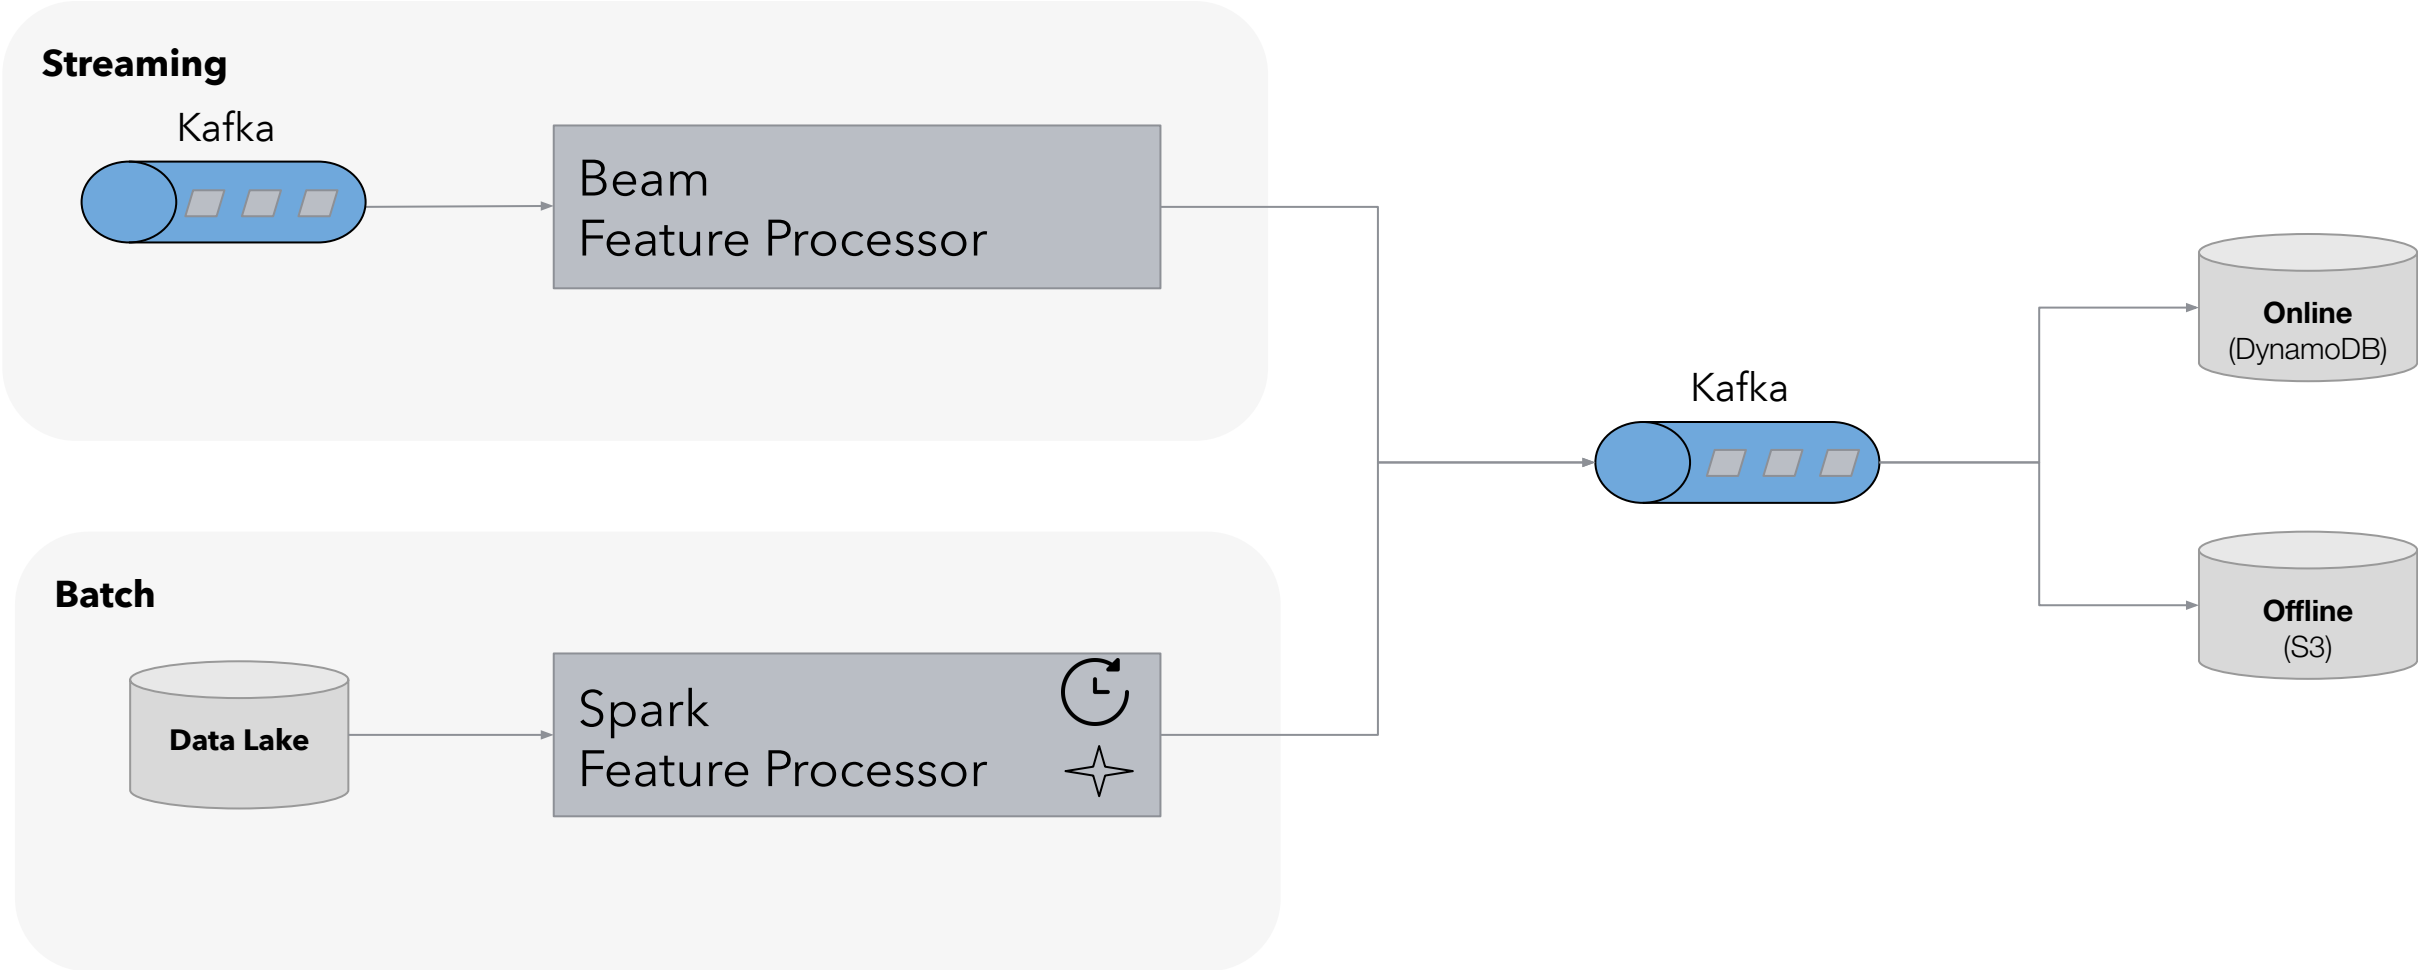 Streaming
Kafka
Beam
Feature Processor
Kafka
Online
(DynamoDB)
Batch
Data Lake
Spark
Feature Processor
Offline
(S3)